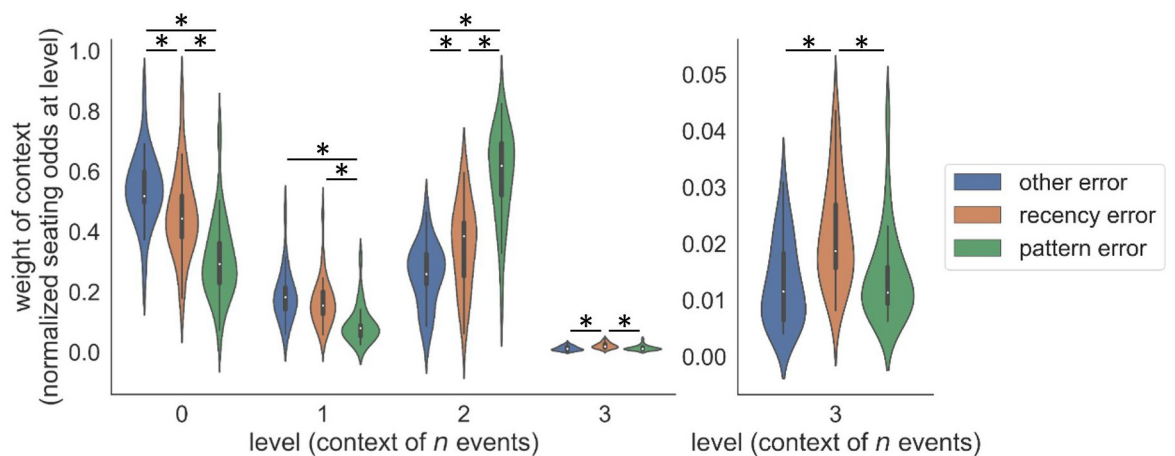 weight of context
(normalized seating odds at level)
1.0
0.8
0.6
0.4
0.2
0.0
* * *
*
*
* * *
* *
0 1 2 3
level (context of n events)
0.05
0.04
0.03
0.02
0.01
0.00
* *
3
level (context of n events)
other error
recency error
pattern error